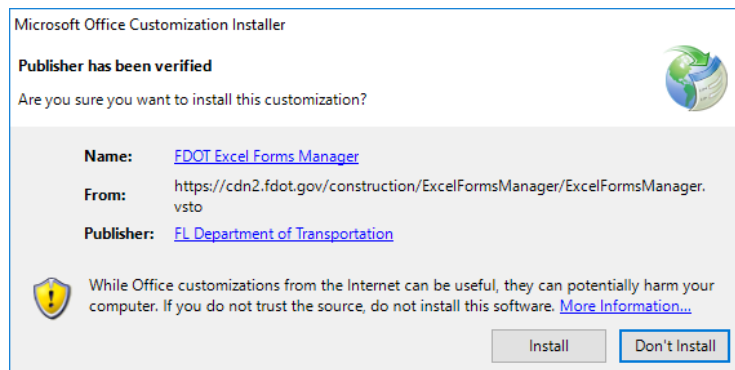 Microsoft Office Customization Installer
Publisher has been verified
Are you sure you want to install this customization?
Name: FDOT Excel Forms Manager
From: https://cdn2.fdot.gov/construction/ExcelFormsManager/ExcelFormsManager.
vsto
Publisher: FL Department of Transportation
While Office customizations from the Internet can be useful, they can potentially harm your
computer. If you do not trust the source, do not install this software. More Information...
Install Don't Install